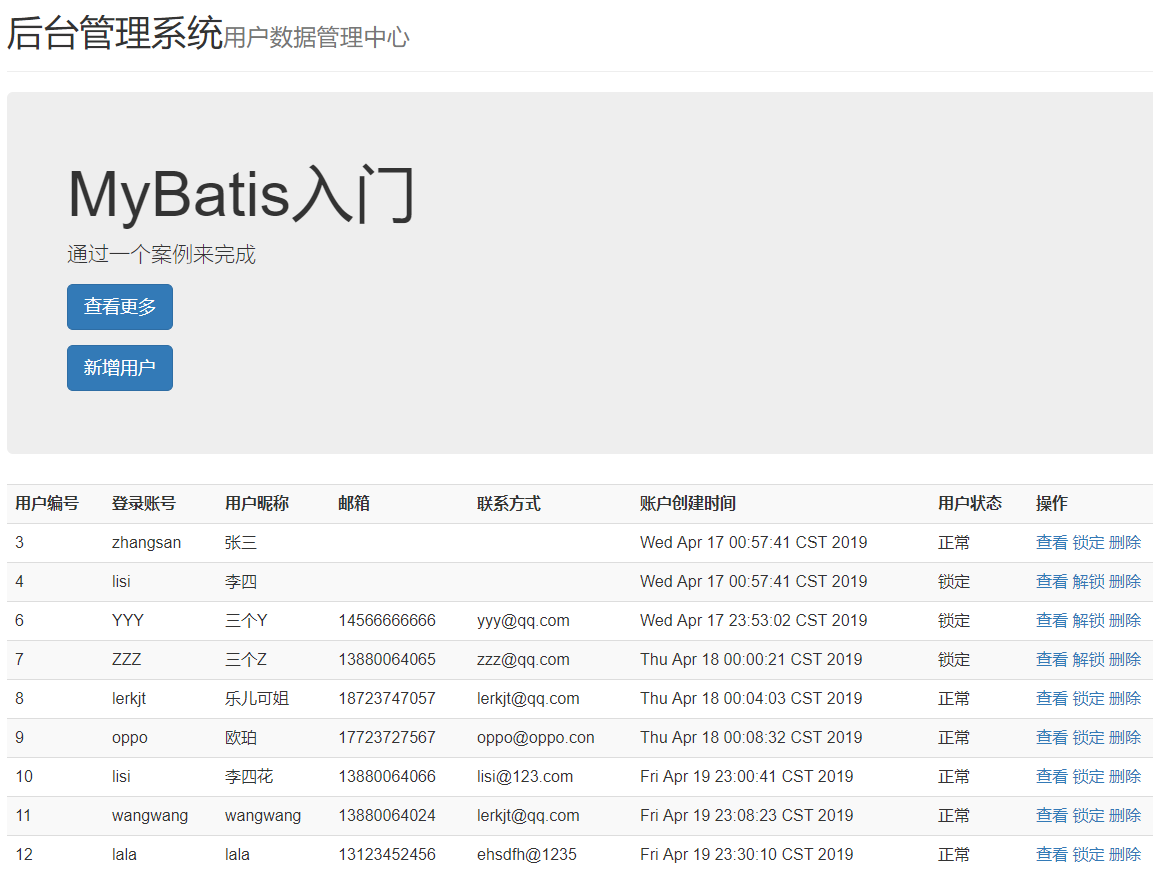 后台管理系统用户数据管理中心
MyBatis入门
通过一个案例来完成
查看更多
新增用户
用户编号 登录账号 用户昵称 邮箱 联系方式 账户创建时间 用户状态 操作
3 zhangsan 张三 Wed Apr 17 00:57:41 CST 2019 正常 查看 锁定 删除
4 lisi 李四 Wed Apr 17 00:57:41 CST 2019 锁定 查看 解锁 删除
6 YYY 三个Y 14566666666 yyy@qq.com Wed Apr 17 23:53:02 CST 2019 锁定 查看 解锁 删除
7 ZZZ 三个Z 13880064065 zzz@qq.com Thu Apr 18 00:00:21 CST 2019 锁定 查看 解锁 删除
8 lerkjt 乐儿可姐 18723747057 lerkjt@qq.com Thu Apr 18 00:04:03 CST 2019 正常 查看 锁定 删除
9 oppo 欧珀 17723727567 oppo@oppo.con Thu Apr 18 00:08:32 CST 2019 正常 查看 锁定 删除
10 lisi 李四花 13880064066 lisi@123.com Fri Apr 19 23:00:41 CST 2019 正常 查看 锁定 删除
11 wangwang wangwang 13880064024 lerkjt@qq.com Fri Apr 19 23:08:23 CST 2019 正常 查看 锁定 删除
12 lala lala 13123452456 ehsdfh@1235 Fri Apr 19 23:30:10 CST 2019 正常 查看 锁定 删除